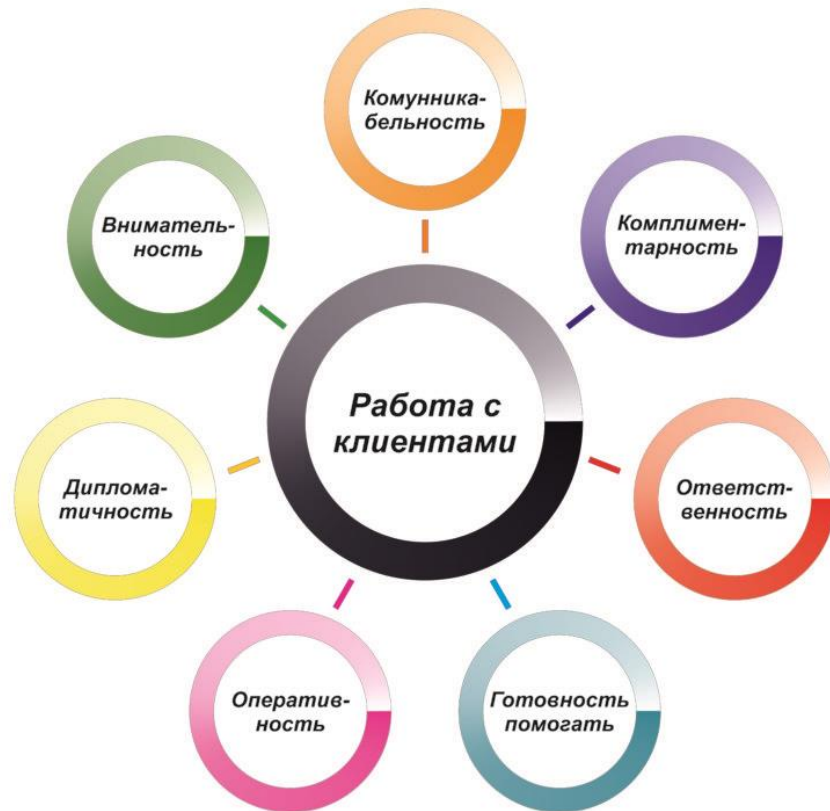 Комунника-
бельность
Комплимен-
тарность
Ответст-
венность
Готовность
помогать
Оператив-
ность
Диплома-
тичность
Вниматель-
ность
Работа с
клиентами